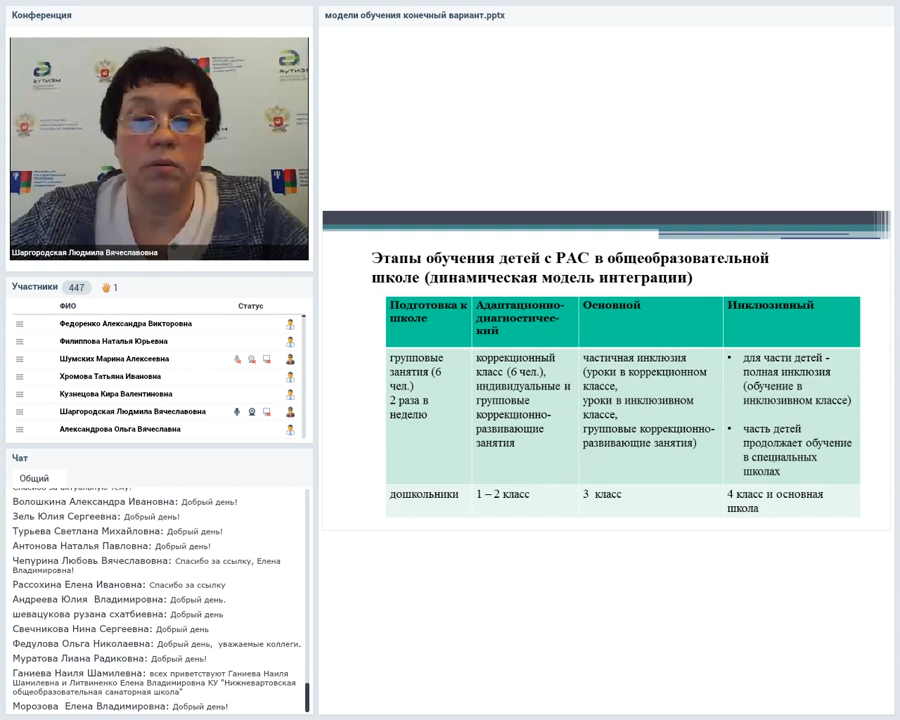 Конференция
аутизм
Шаргородская Людмила Вячеславовна
Участники 447 1
ФИО Статус
Федоренко Александра Викторовна
Филиппова Наталья Юрьевна
Шумских Марина Алексеевна
Хромова Татьяна Ивановна
Кузнецова Кира Валентиновна
Шаргородская Людмила Вячеславовна
Александрова Ольга Вячеславовна
Чат
Общий
Спасибо за актуальную тему!
Волошкина Александра Ивановна: Добрый день!
Зель Юлия Сергеевна: Добрый день!
Турьева Светлана Михайловна: Добрый день!
Антонова Наталья Павловна: Добрый день!
Чепурина Любовь Вячеславовна: Спасибо за ссылку, Елена
Владимировна!
Рассохина Елена Ивановна: Спасибо за ссылку
Андреева Юлия Владимировна: Добрый день.
шевацукова рузана схатбиевна: Добрый день
Свечникова Нина Сергеевна: Добрый день
Федулова Ольга Николаевна: Добрый день, уважаемые коллеги.
Муратова Лиана Радиковна: Добрый день!
Ганиева Наиля Шамилевна: всех приветствуют Ганиева Наиля
Шамилевна и Литвиненко Елена Владимировна КУ "Нижневартовская
общеобразовательная санаторная школа"
Морозова Елена Владимировна: Добрый день!
модели обучения конечный вариант.pptx
Этапы обучения детей с РАС в общеобразовательной
школе (динамическая модель интеграции)
Подготовка к
школе
Адаптационно-
диагностичес-
кий
Основной
Инклюзивный
групповые
занятия (6
чел.)
2 раза в
неделю
коррекционный
класс (6 чел.),
индивидуальные и
групповые
коррекционно-
развивающие
занятия
частичная инклюзия
(уроки в коррекционном
классе,
уроки в инклюзивном
классе,
групповые коррекционно-
развивающие занятия)
• для части детей -
полная инклюзия
(обучение в
инклюзивном классе)
• часть детей
продолжает обучение
в специальных
школах
дошкольники
1 – 2 класс
3 класс
4 класс и основная
школа